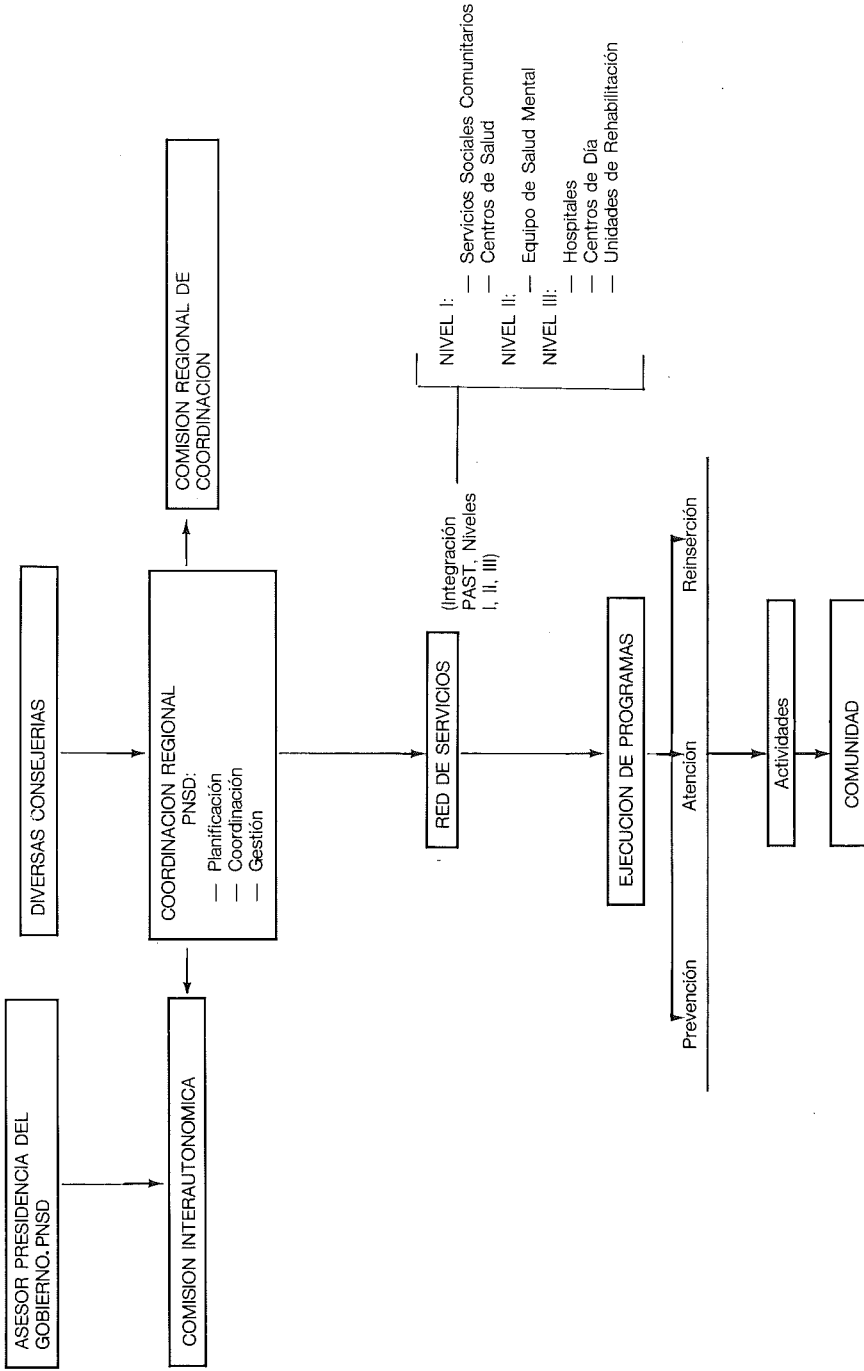 ASESOR PRESIDENCIA DEL
GOBIERNO.PNSD
DIVERSAS CONSEJERIAS
COMISION INTERAUTONOMICA
COORDINACION REGIONAL
PNSD:
— Planificación
— Coordinación
— Gestión
COMISION REGIONAL DE
COORDINACION
RED DE SERVICIOS
(Integración
PAST, Niveles
I, II, III)
NIVEL I:
— Servicios Sociales Comunitarios
— Centros de Salud
NIVEL II:
— Equipo de Salud Mental
NIVEL III:
— Hospitales
— Centros de Día
— Unidades de Rehabilitación
EJECUCION DE PROGRAMAS
Prevención
Atención
Reinserción
Actividades
COMUNIDAD